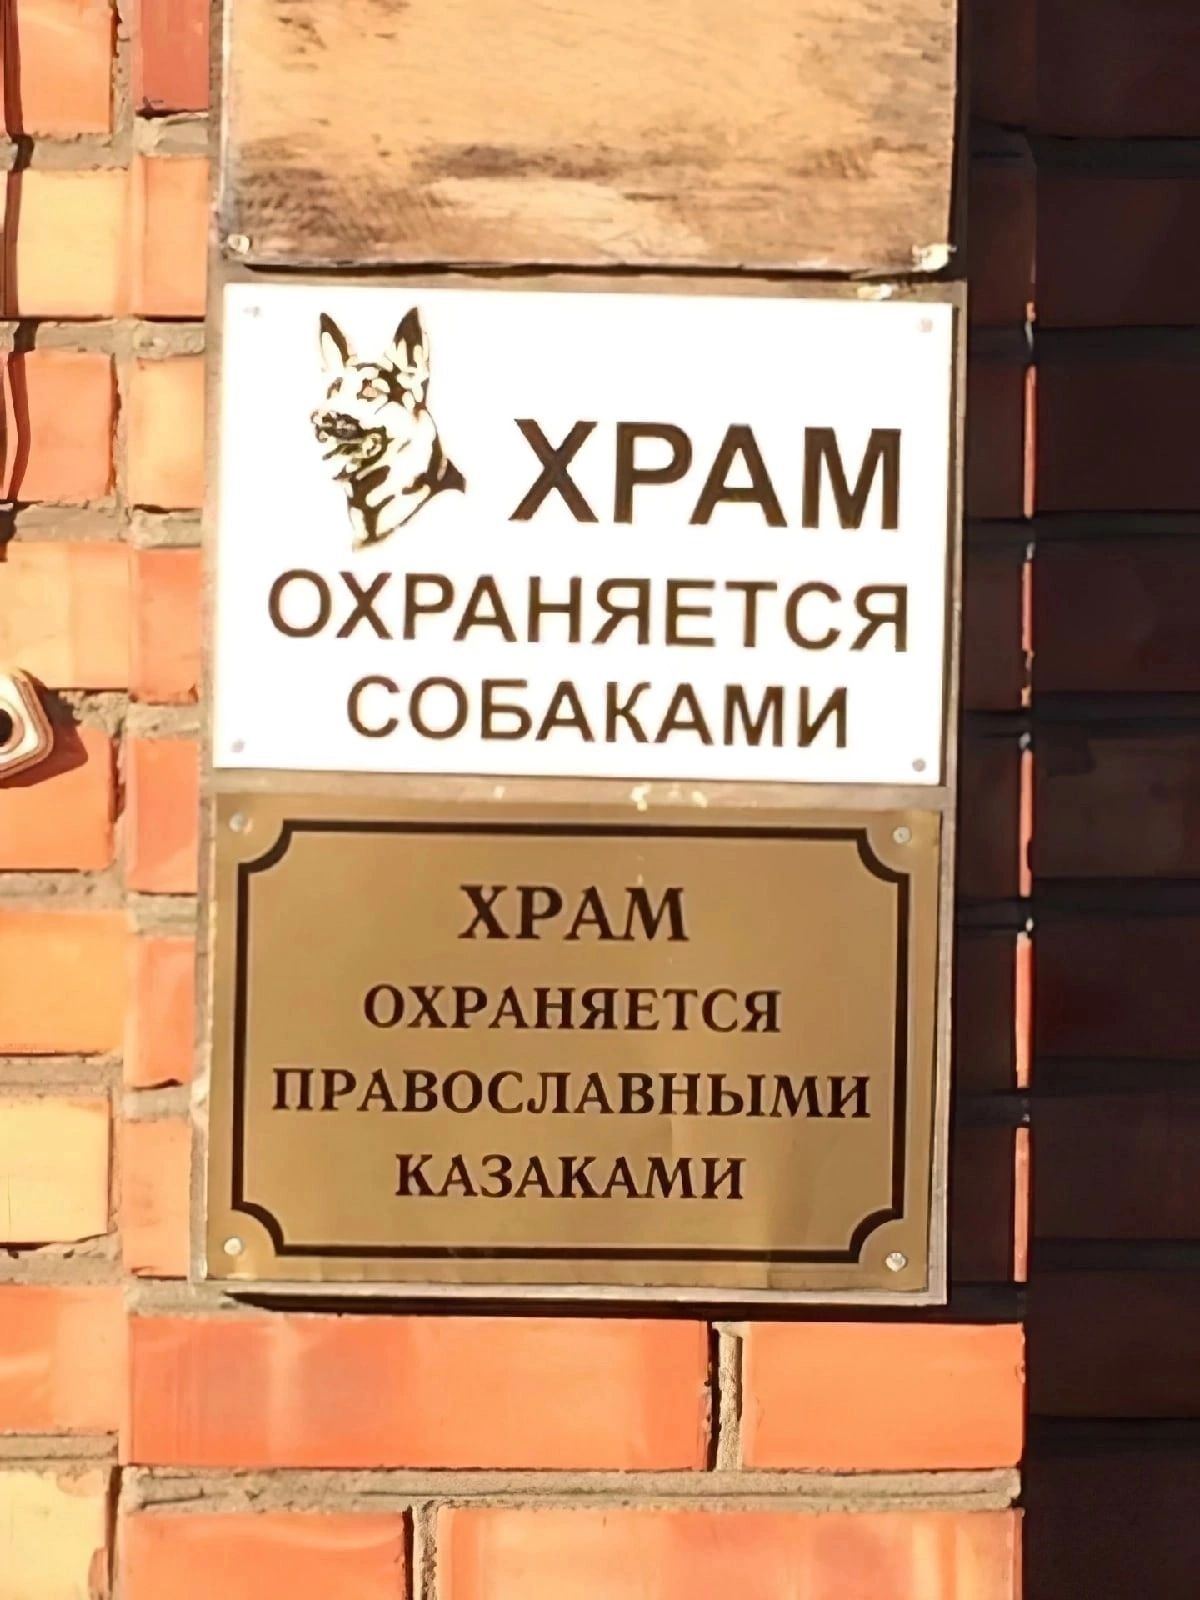 ХРАМ
ОХРАНЯЕТСЯ
СОБАКАМИ
ХРАМ
ОХРАНЯЕТСЯ
ПРАВОСЛАВНЫМИ
КАЗАКАМИ